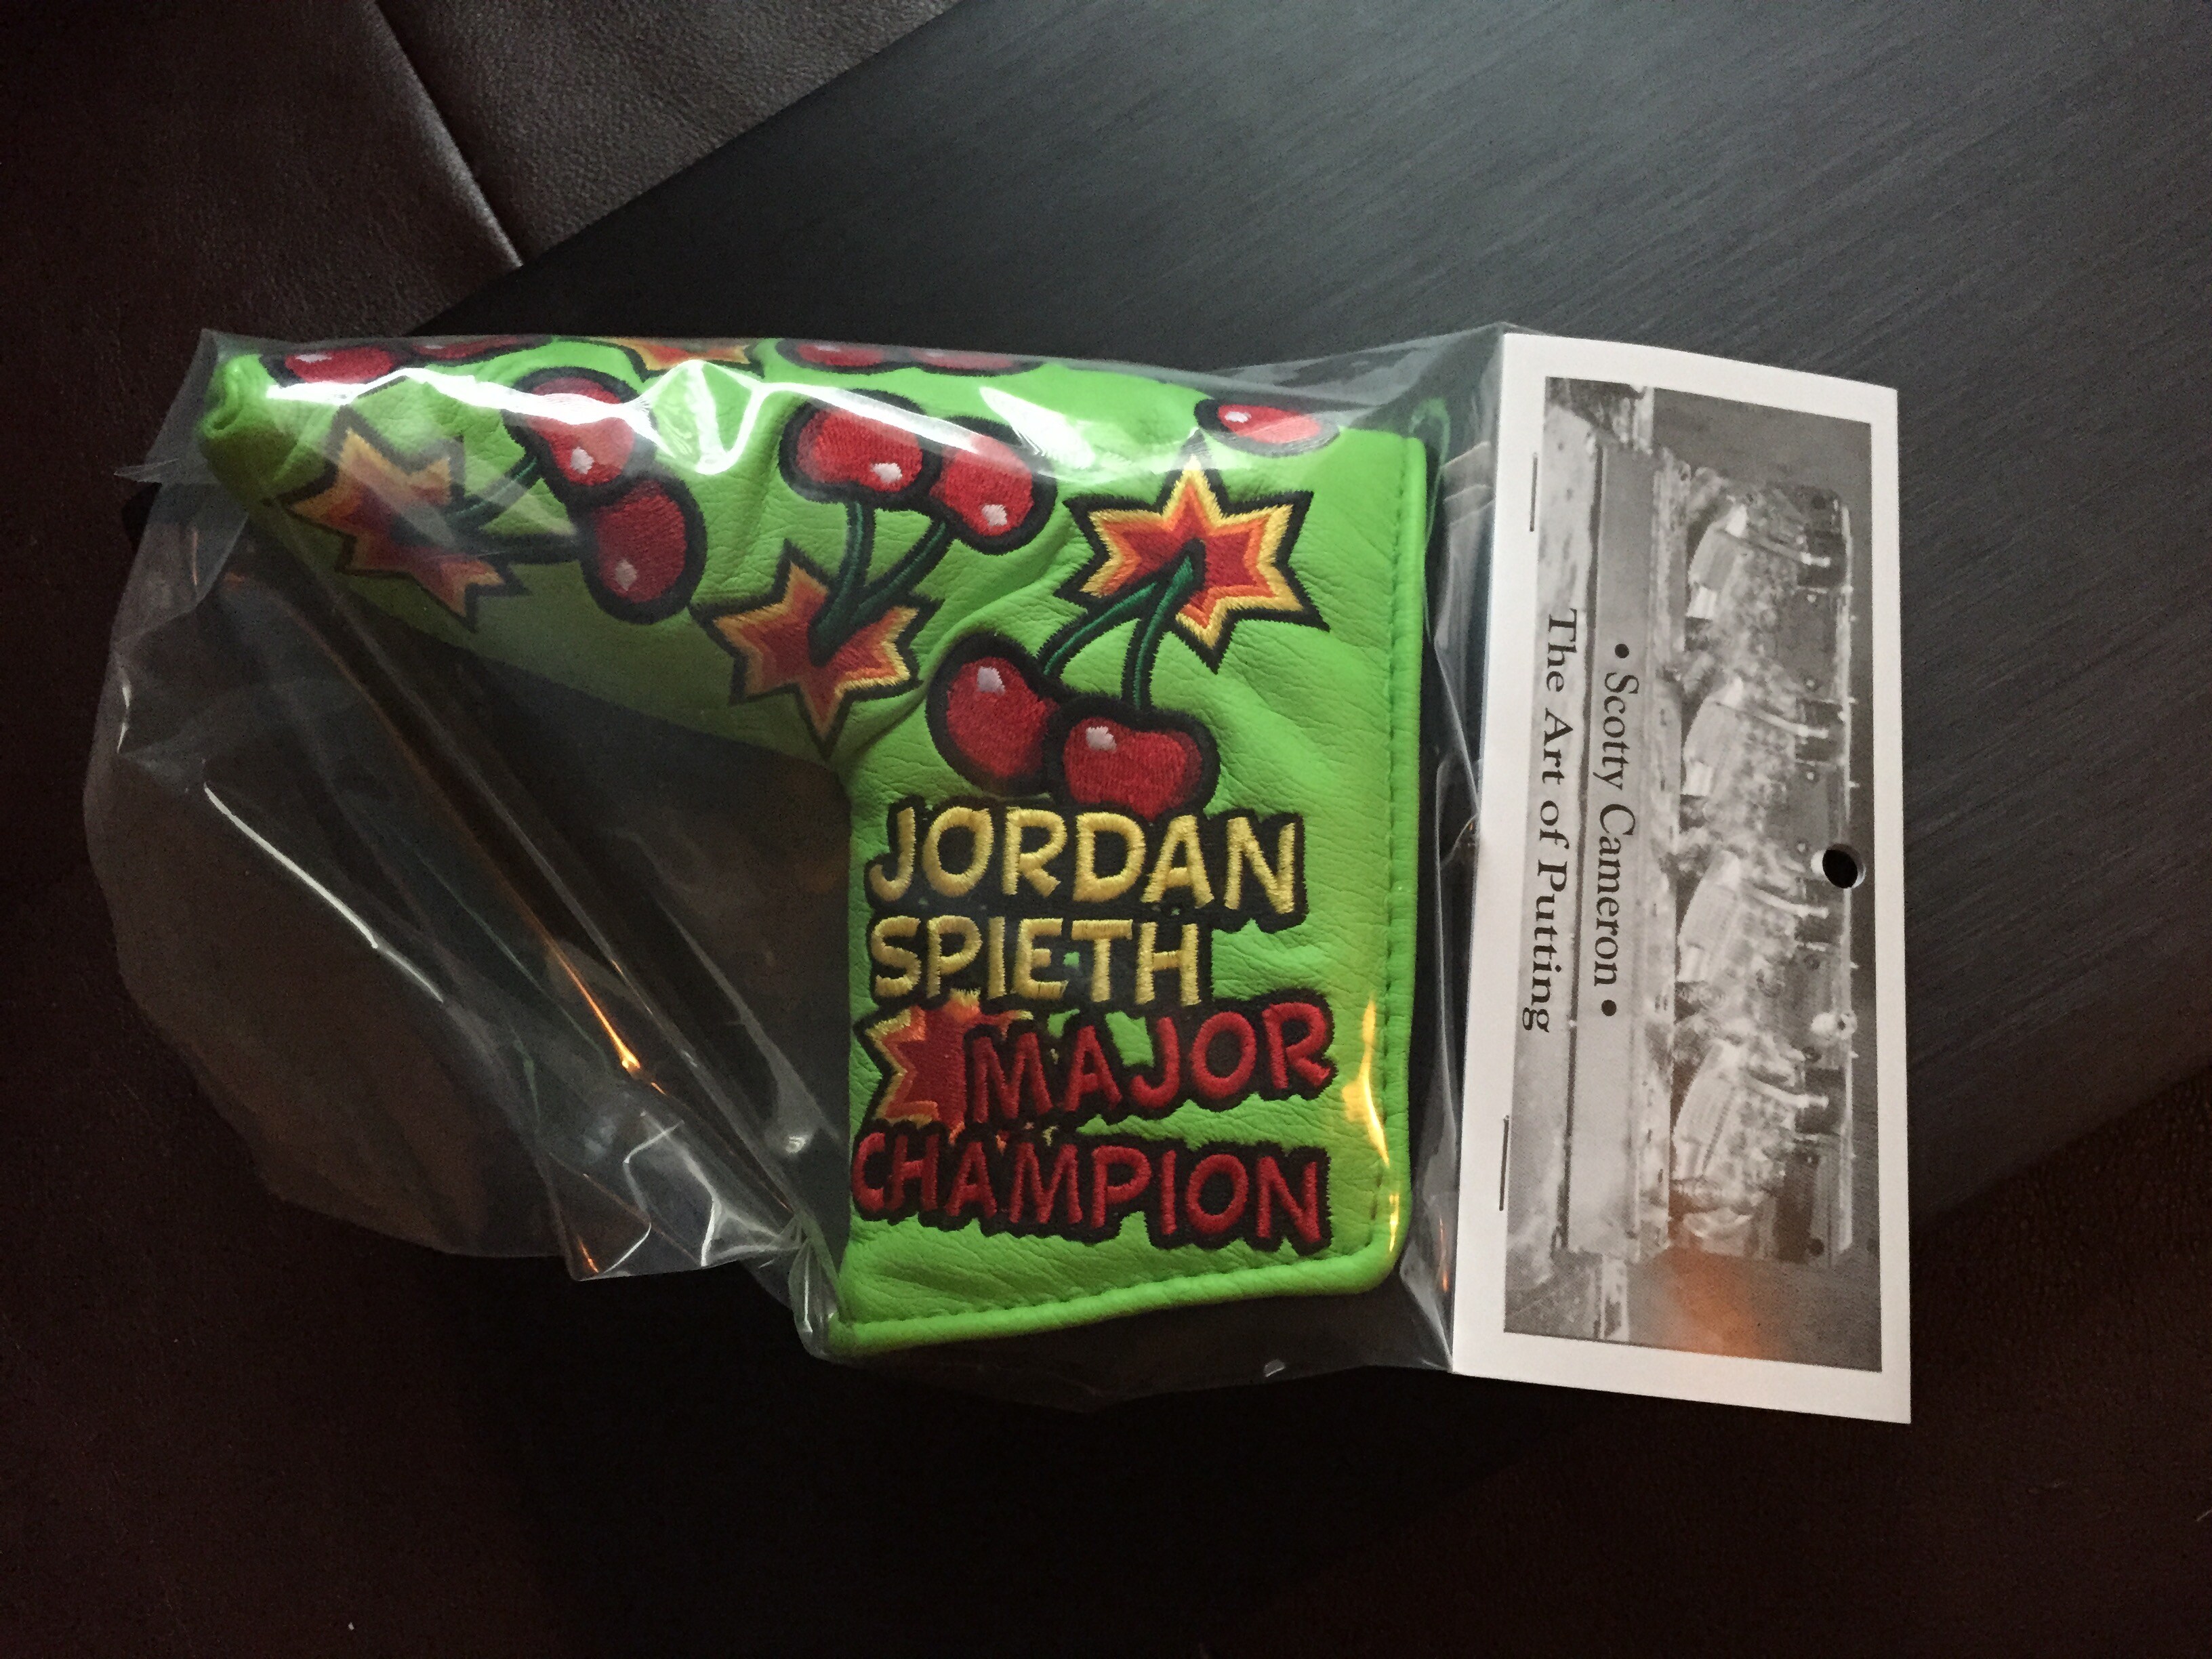 JORDAN
SPIETH
MAJOR
CHAMPION
• Scotty Cameron •
The Art of Putting